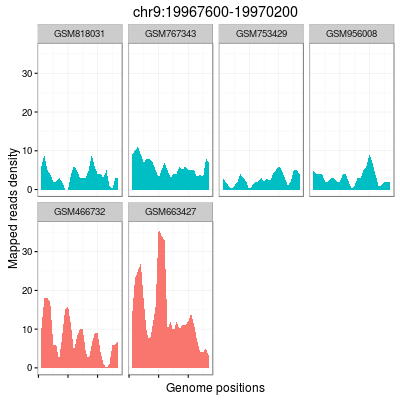 chr9:19967600-19970200
GSM818031 GSM767343 GSM753429 GSM956008
30
20
10
0
Mapped reads density
GSM466732 GSM663427
30
20
10
0
Genome positions